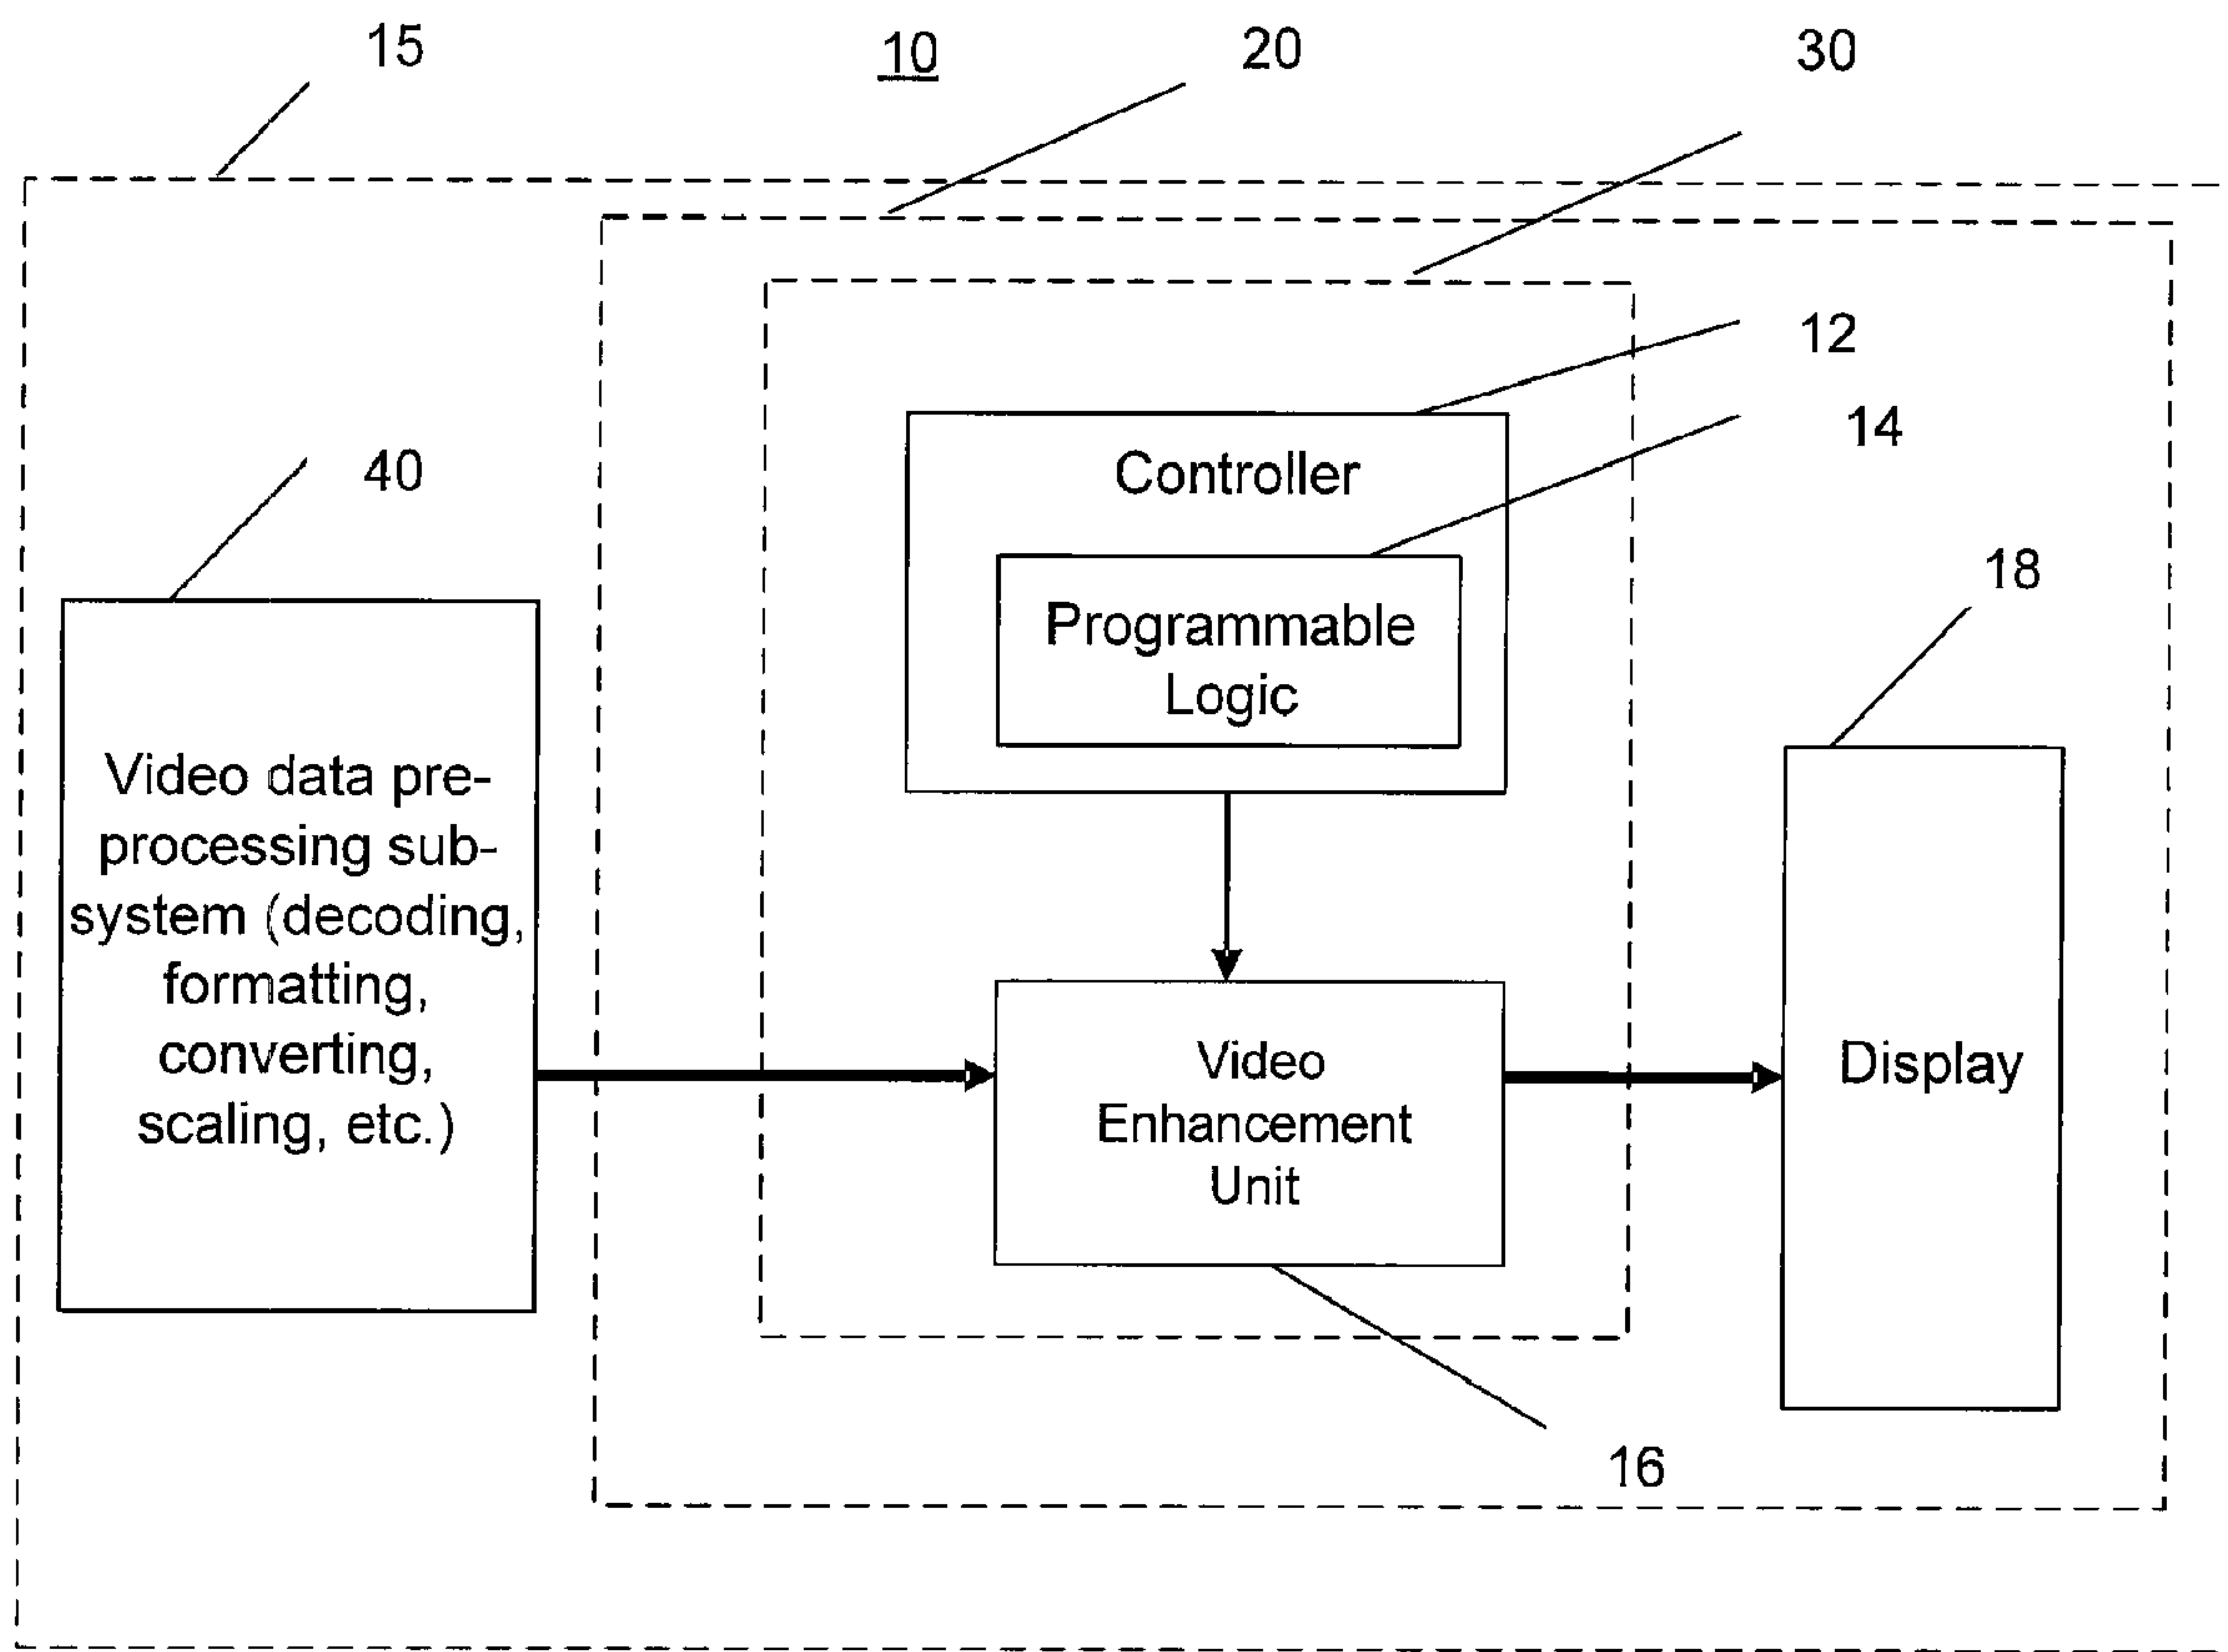 15
10
20
30
12
14
40
Controller
Programmable
Logic
18
Video data pre-
processing sub-
system (decoding,
formatting,
converting,
scaling, etc.)
Video
Enhancement
Unit
Display
16